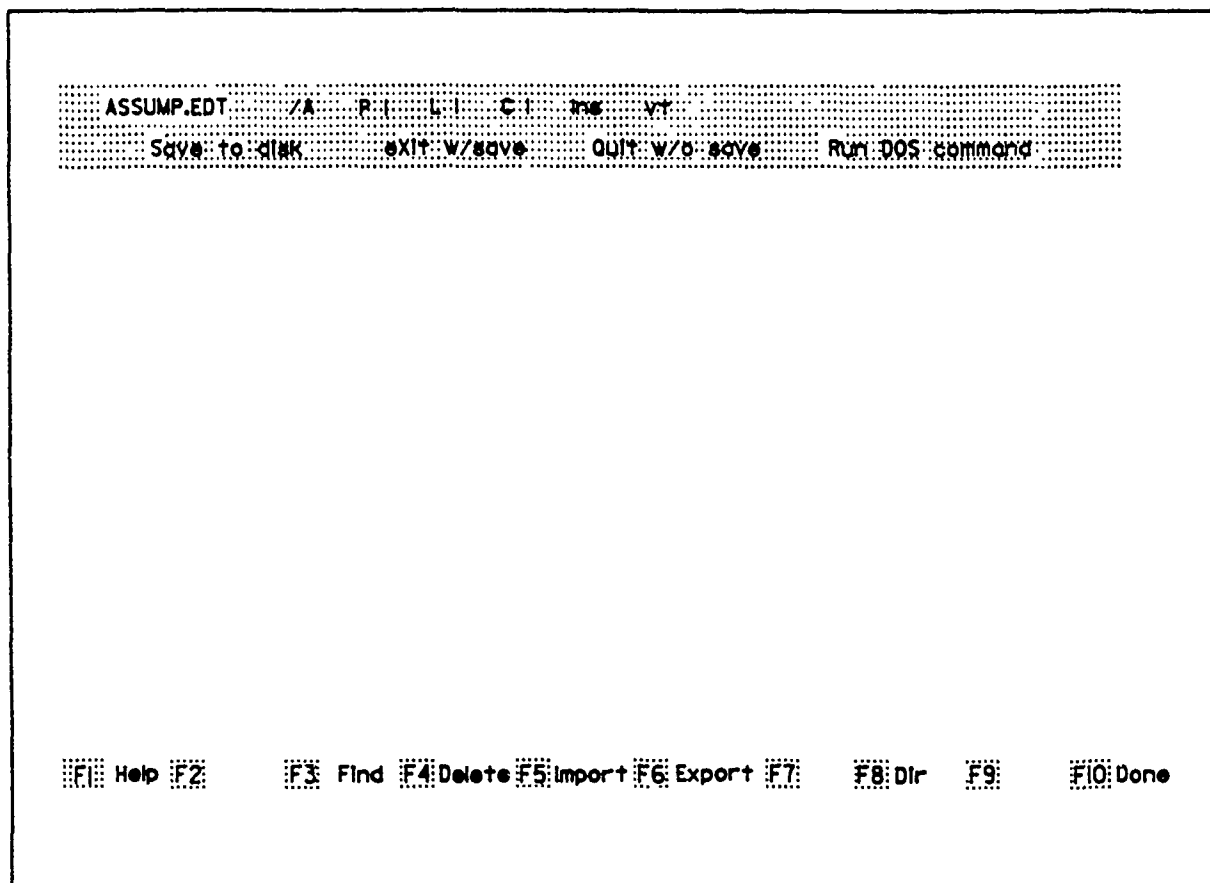 ASSUMP.EDT /A P 1 L 1 C 1 Ins vt
Save to disk eXit w/save Quit w/o save Run DOS command
F1 Help F2 F3 Find F4 Delete F5 Import F6 Export F7 F8 Dir F9 F10 Done